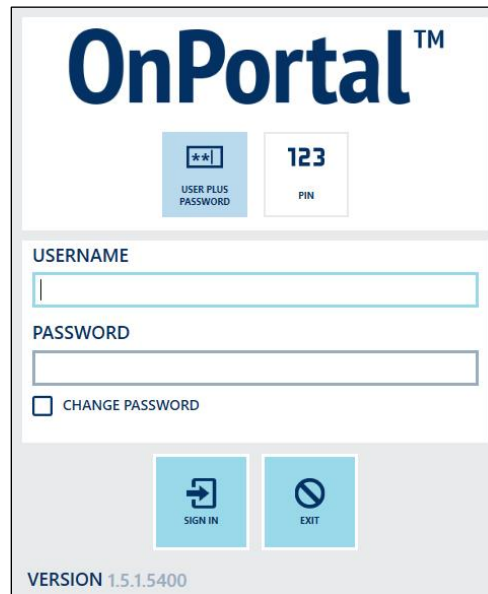 OnPortal™
**|
USER PLUS
PASSWORD
123
PIN
USERNAME
PASSWORD
CHANGE PASSWORD
SIGN IN
EXIT
VERSION 1.5.1.5400